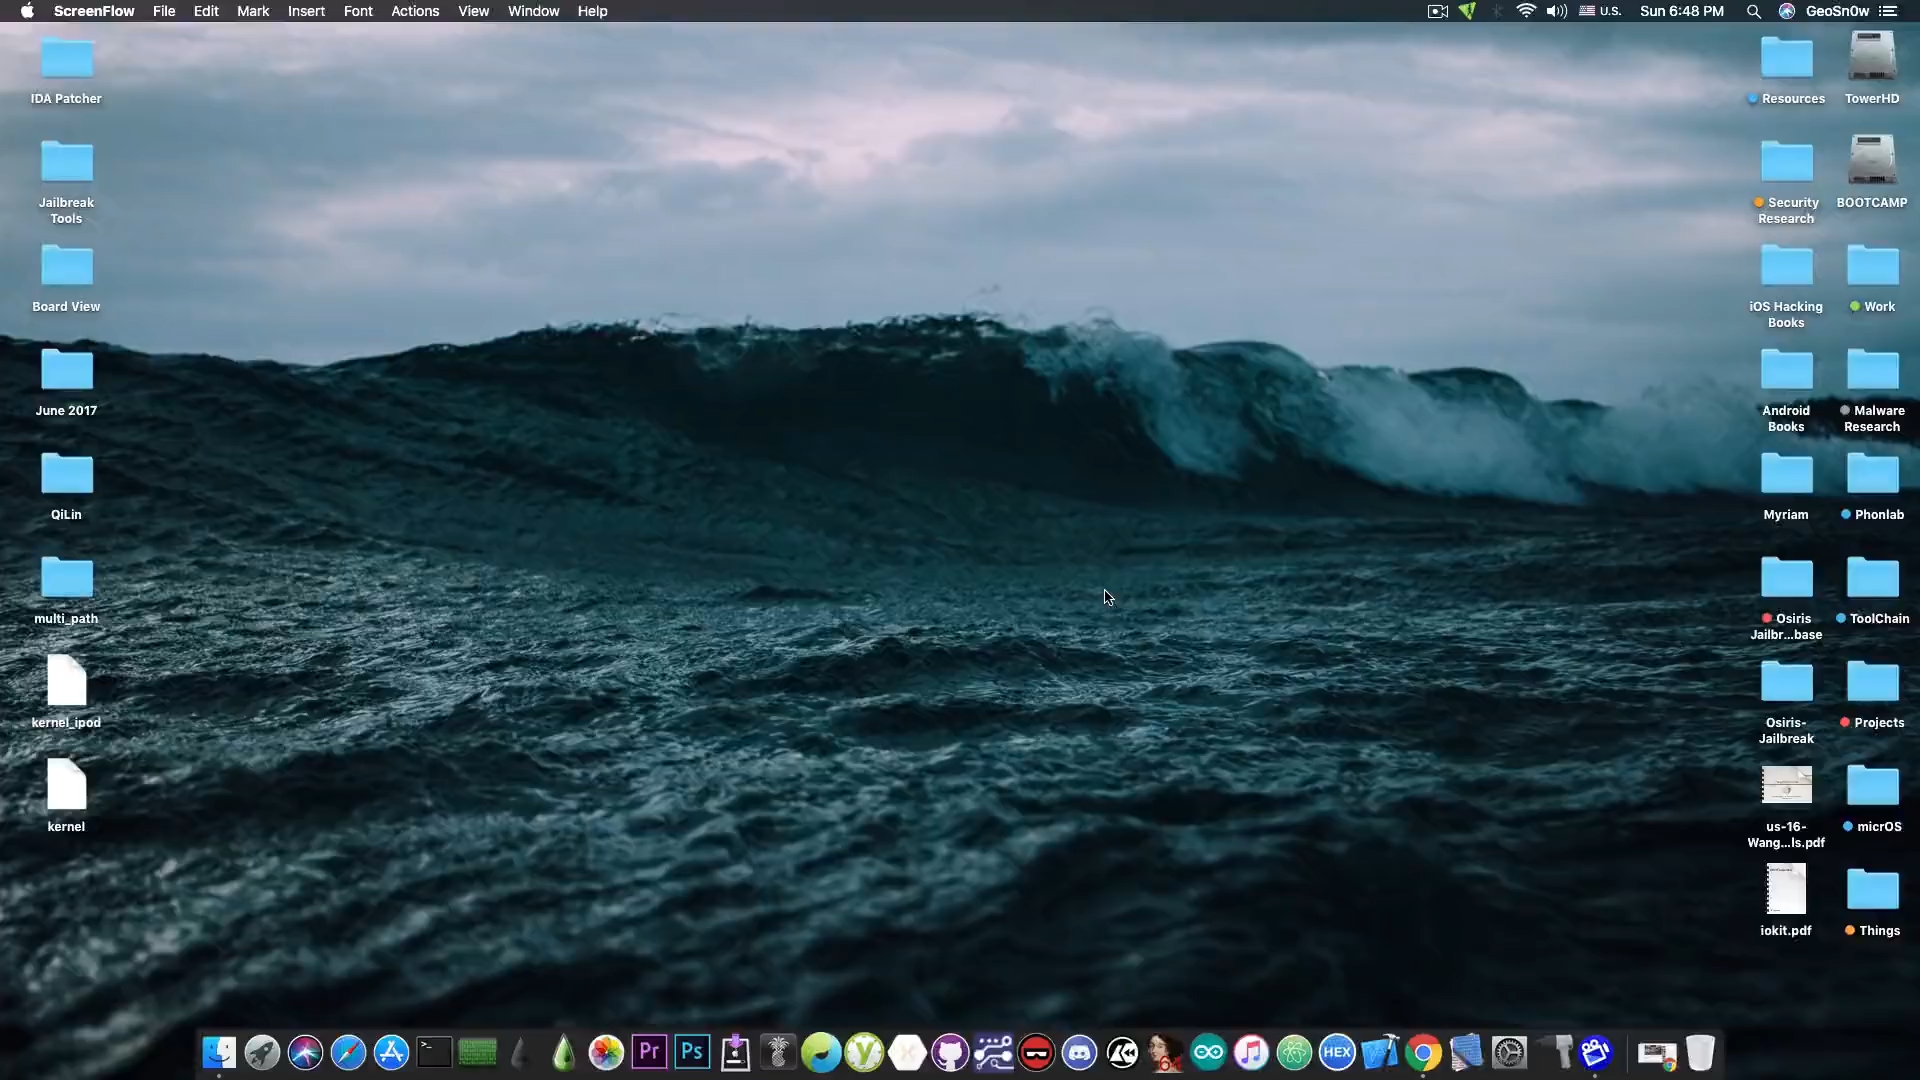 ScreenFlow File Edit Mark Insert Font Actions View Window Help
U.S. Sun 6:48 PM GeoSn0w
IDA Patcher
Jailbreak
Tools
Board View
June 2017
QiLin
multi_path
kernel_ipod
kernel
Resources
TowerHD
Security
Research
BOOTCAMP
iOS Hacking
Books
Work
Android
Books
Malware
Research
Myriam
Phonlab
Osiris
Jailbr...base
ToolChain
Osiris-
Jailbreak
Projects
us-16-
Wang...ls.pdf
micrOS
iokit.pdf
Things
>_
Pr
Ps
y
64
HEX